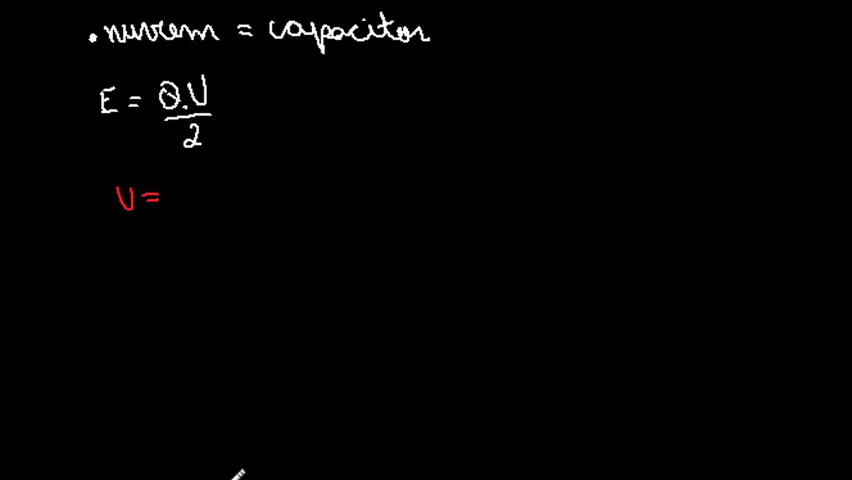 . nuvem = capacitor
E = Q.U
2
U =